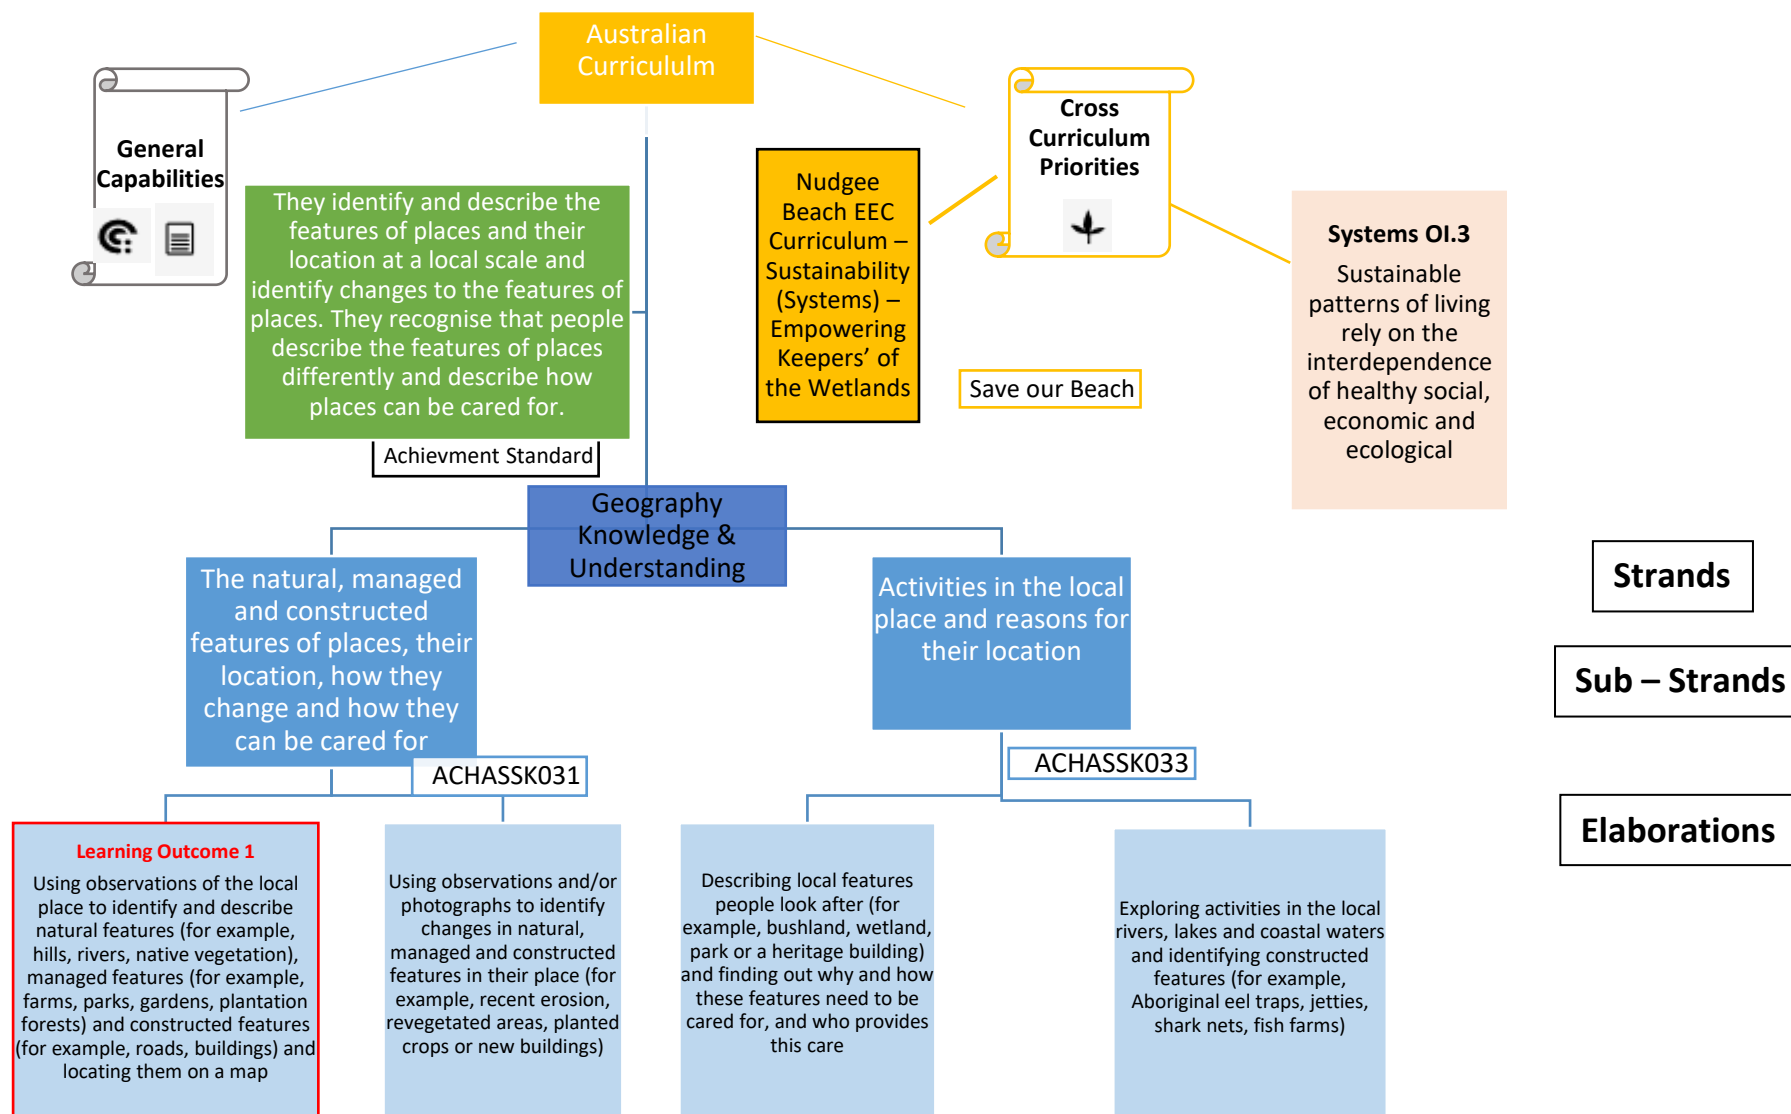 Australian
Curricululm
General
Capabilities
Cross
Curriculum
Priorities
They identify and describe the
features of places and their
location at a local scale and
identify changes to the features of
places. They recognise that people
describe the features of places
differently and describe how
places can be cared for.
Achievment Standard
Nudgee
Beach EEC
Curriculum –
Sustainability
(Systems) –
Empowering
Keepers’ of
the Wetlands
Save our Beach
Systems OI.3
Sustainable
patterns of living
rely on the
interdependence
of healthy social,
economic and
ecological
Geography
Knowledge &
Understanding
The natural, managed
and constructed
features of places, their
location, how they
change and how they
can be cared for
ACHASSK031
Activities in the local
place and reasons for
their location
ACHASSK033
Strands
Sub – Strands
Elaborations
Learning Outcome 1
Using observations of the local
place to identify and describe
natural features (for example,
hills, rivers, native vegetation),
managed features (for example,
farms, parks, gardens, plantation
forests) and constructed features
(for example, roads, buildings) and
locating them on a map
Using observations and/or
photographs to identify
changes in natural,
managed and constructed
features in their place (for
example, recent erosion,
revegetated areas, planted
crops or new buildings)
Describing local features
people look after (for
example, bushland, wetland,
park or a heritage building)
and finding out why and how
these features need to be
cared for, and who provides
this care
Exploring activities in the local
rivers, lakes and coastal waters
and identifying constructed
features (for example,
Aboriginal eel traps, jetties,
shark nets, fish farms)